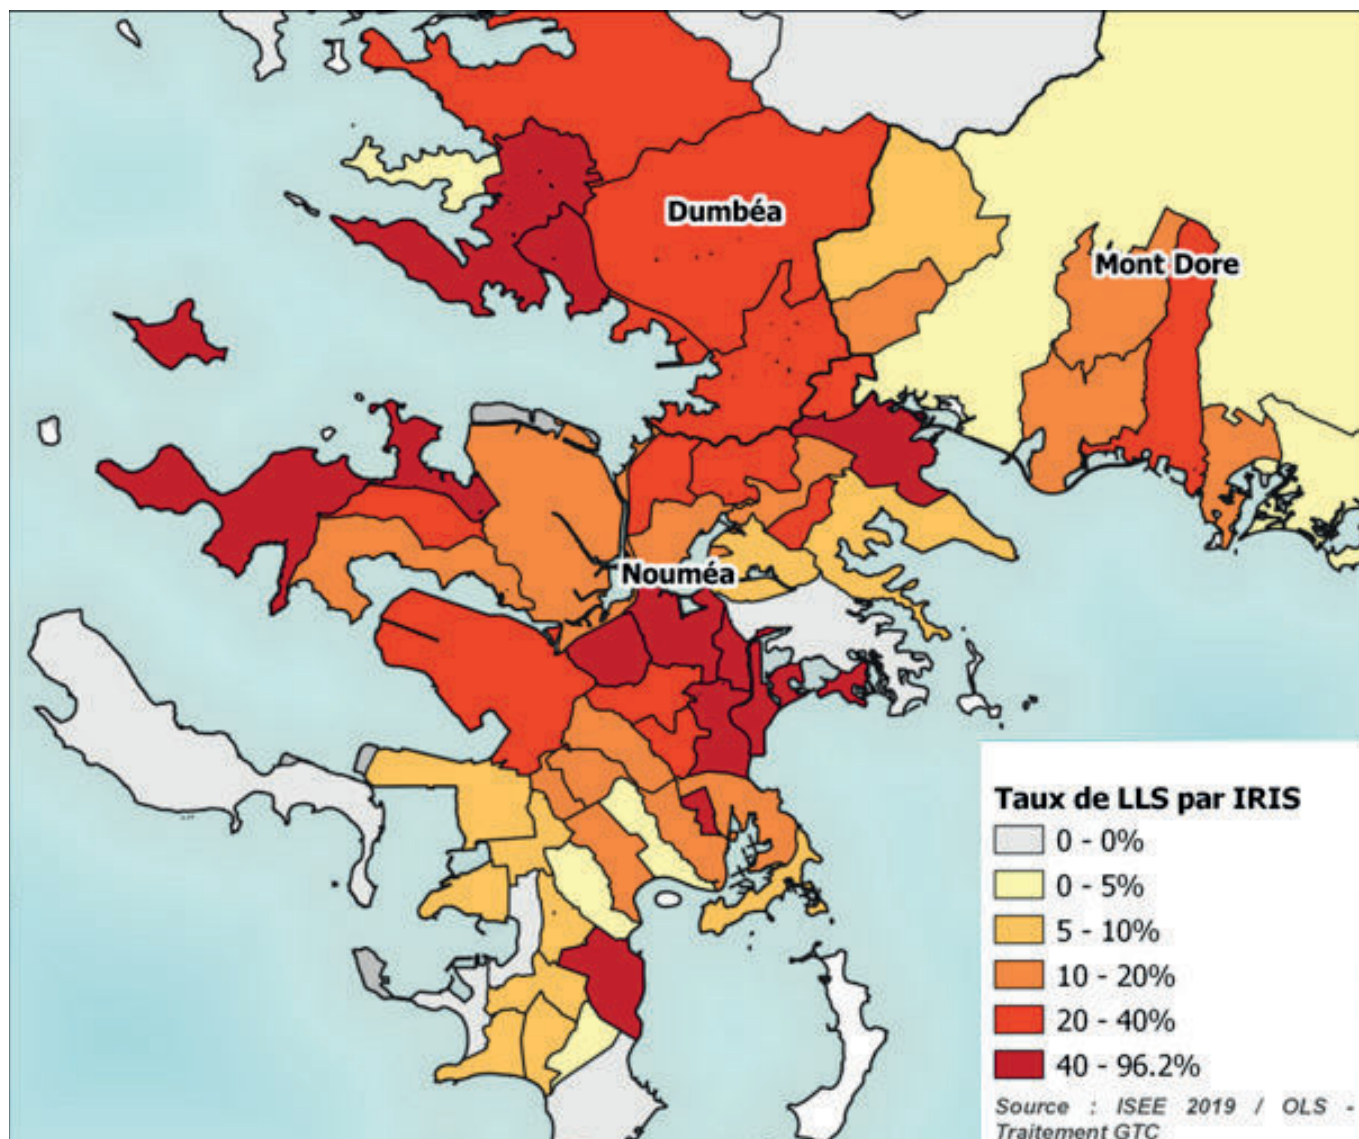 Dumbéa
Mont Dore
Nouméa
Taux de LLS par IRIS
0 - 0%
0 - 5%
5 - 10%
10 - 20%
20 - 40%
40 - 96.2%
Source : ISEE 2019 / OLS -
Traitement GTC